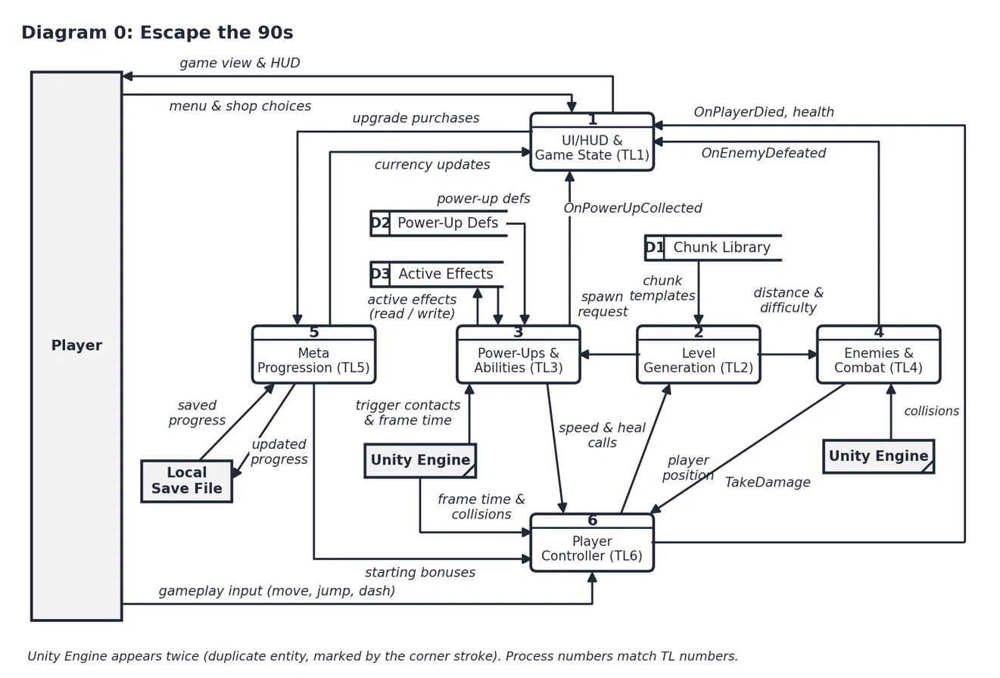 Diagram 0: Escape the 90s
game view & HUD
menu & shop choices
upgrade purchases
currency updates
1
UI/HUD &
Game State (TL1)
OnPlayerDied, health
OnEnemyDefeated
power-up defs
OnPowerUpCollected
D2 Power-Up Defs
D1 Chunk Library
D3 Active Effects
active effects
(read / write)
spawn
request
chunk
templates
distance &
difficulty
Player
5
Meta
Progression (TL5)
3
Power-Ups &
Abilities (TL3)
2
Level
Generation (TL2)
4
Enemies &
Combat (TL4)
saved
progress
updated
progress
trigger contacts
& frame time
speed & heal
calls
collisions
Local
Save File
Unity Engine
Unity Engine
player
position
TakeDamage
frame time &
collisions
6
Player
Controller (TL6)
starting bonuses
gameplay input (move, jump, dash)
Unity Engine appears twice (duplicate entity, marked by the corner stroke). Process numbers match TL numbers.